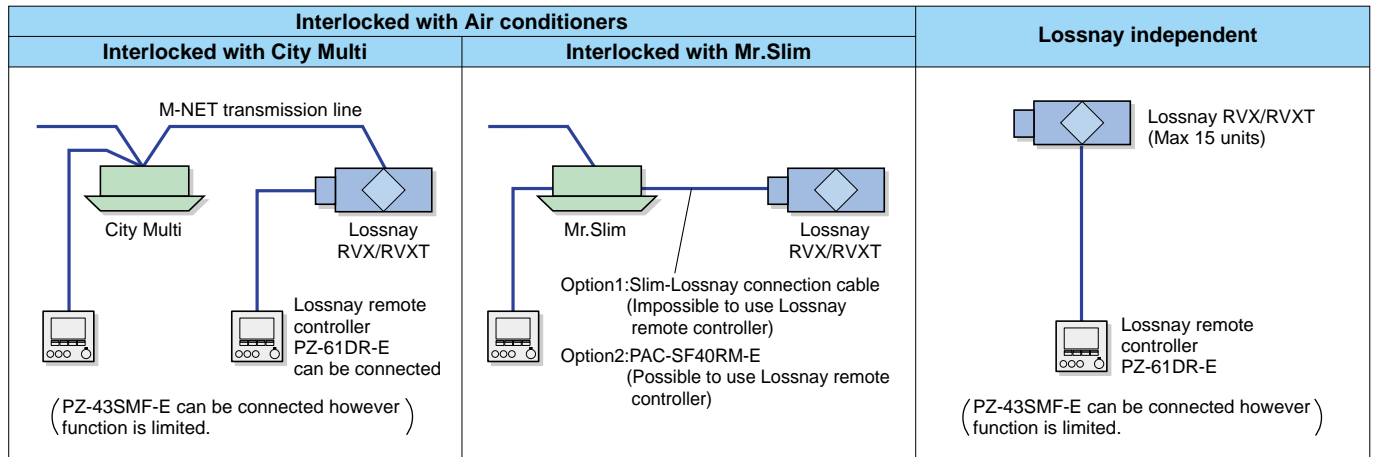 Interlocked with Air conditioners
Lossnay independent
Interlocked with City Multi
Interlocked with Mr.Slim
M-NET transmission line
City Multi
Lossnay
RVX/RVXT
Lossnay remote
controller
PZ-61DR-E
can be connected
(PZ-43SMF-E can be connected however
function is limited.)
Mr.Slim
Lossnay
RVX/RVXT
Option1:Slim-Lossnay connection cable
(Impossible to use Lossnay
remote controller)
Option2:PAC-SF40RM-E
(Possible to use Lossnay remote
controller)
Lossnay RVX/RVXT
(Max 15 units)
Lossnay remote
controller
PZ-61DR-E
(PZ-43SMF-E can be connected however
function is limited.)